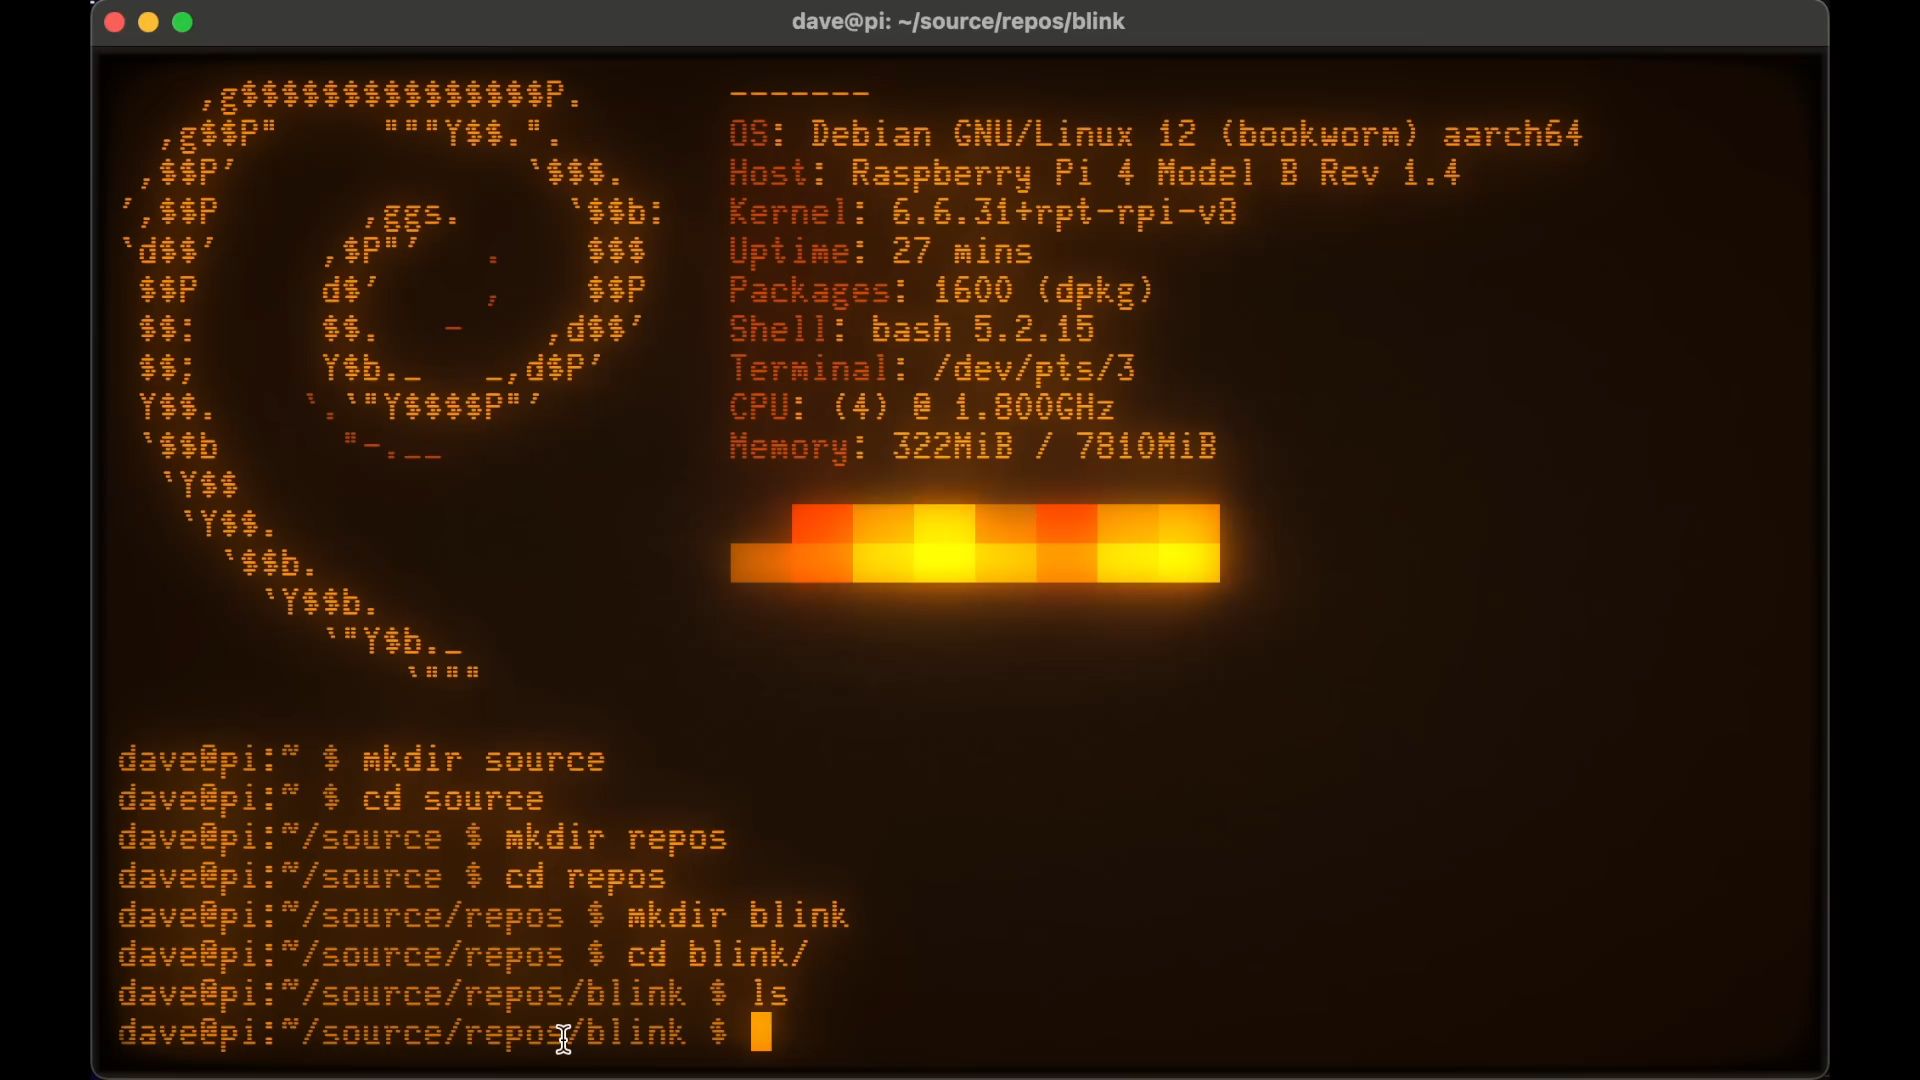 dave@pi: ~/source/repos/blink
,g$$$$$$$$$$$$$$$P. -------
,g$$P" """Y$$.". OS: Debian GNU/Linux 12 (bookworm) aarch64
,$$P' `$$$. Host: Raspberry Pi 4 Model B Rev 1.4
',$$P ,ggs. `$$b: Kernel: 6.6.31+rpt-rpi-v8
`d$$' ,$P"' . $$$ Uptime: 27 mins
$$P d$' , $$P Packages: 1600 (dpkg)
$$: $$. - ,d$$' Shell: bash 5.2.15
$$; Y$b._ _,d$P' Terminal: /dev/pts/3
Y$$. `.`"Y$$$$P"' CPU: (4) @ 1.800GHz
`$$b "-.__ Memory: 322MiB / 7810MiB
`Y$$
`Y$$.
`$$b.
`Y$$b.
`"Y$b._
`"""
dave@pi:~ $ mkdir source
dave@pi:~ $ cd source
dave@pi:~/source $ mkdir repos
dave@pi:~/source $ cd repos
dave@pi:~/source/repos $ mkdir blink
dave@pi:~/source/repos $ cd blink/
dave@pi:~/source/repos/blink $ ls
dave@pi:~/source/repos/blink $